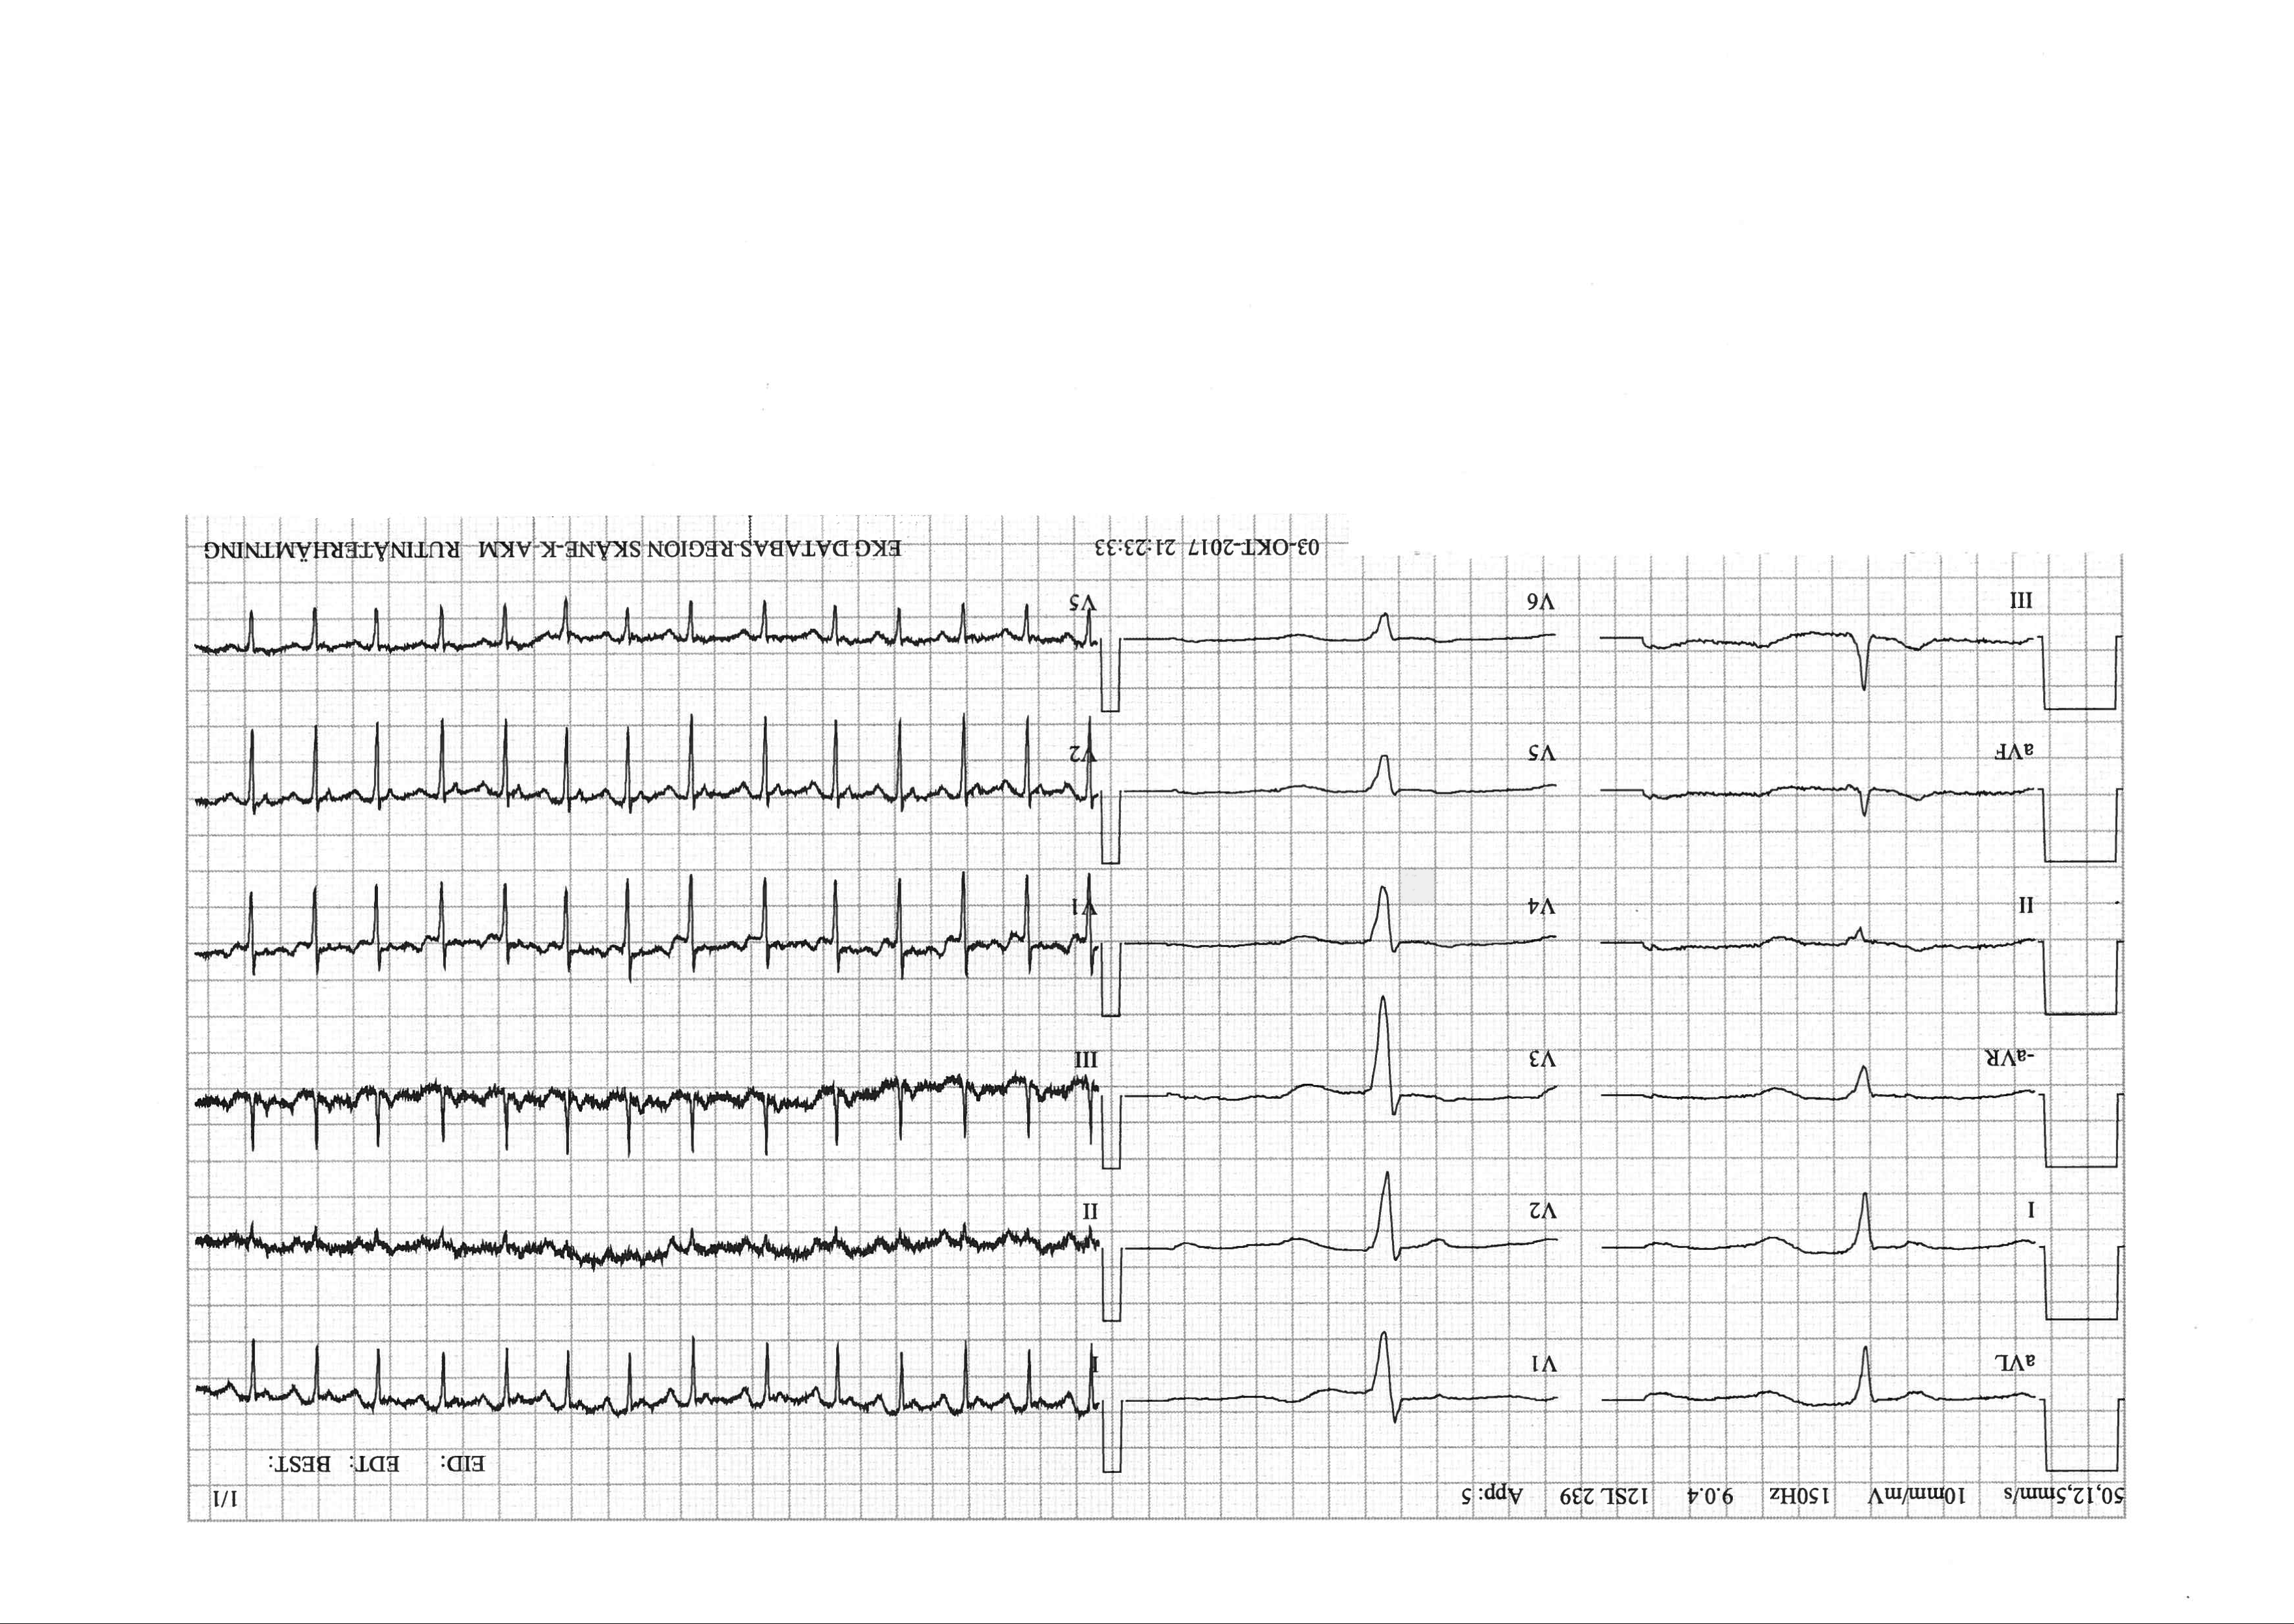 50,12,5mm/s 10mm/mV 150Hz 9.0.4 12SL 239 App: 5 1/1
EID: EDT: BEST:
aVL V1 I
I V2 II
-aVR V3 III
II V4 V1
aVF V5 V2
III V6 V5
03-OKT-2017 21:23:33 EKG DATABAS-REGION SKÅNE-K-AKM RUTINÅTERHÄMTNING